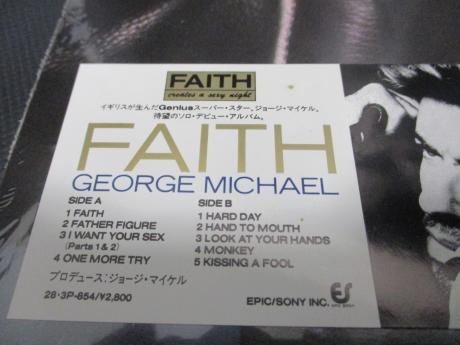 FAITH
creates a sexy night
イギリスが生んだGeniusスーパー・スター、ジョージ・マイケル。
待望のソロ・デビュー・アルバム。
FAITH
GEORGE MICHAEL
SIDE A
1 FAITH
2 FATHER FIGURE
3 I WANT YOUR SEX
(Parts 1 & 2)
4 ONE MORE TRY
SIDE B
1 HARD DAY
2 HAND TO MOUTH
3 LOOK AT YOUR HANDS
4 MONKEY
5 KISSING A FOOL
プロデュース:ジョージ・マイケル
28・3P-854/¥2,800
EPIC/SONY INC.
ES